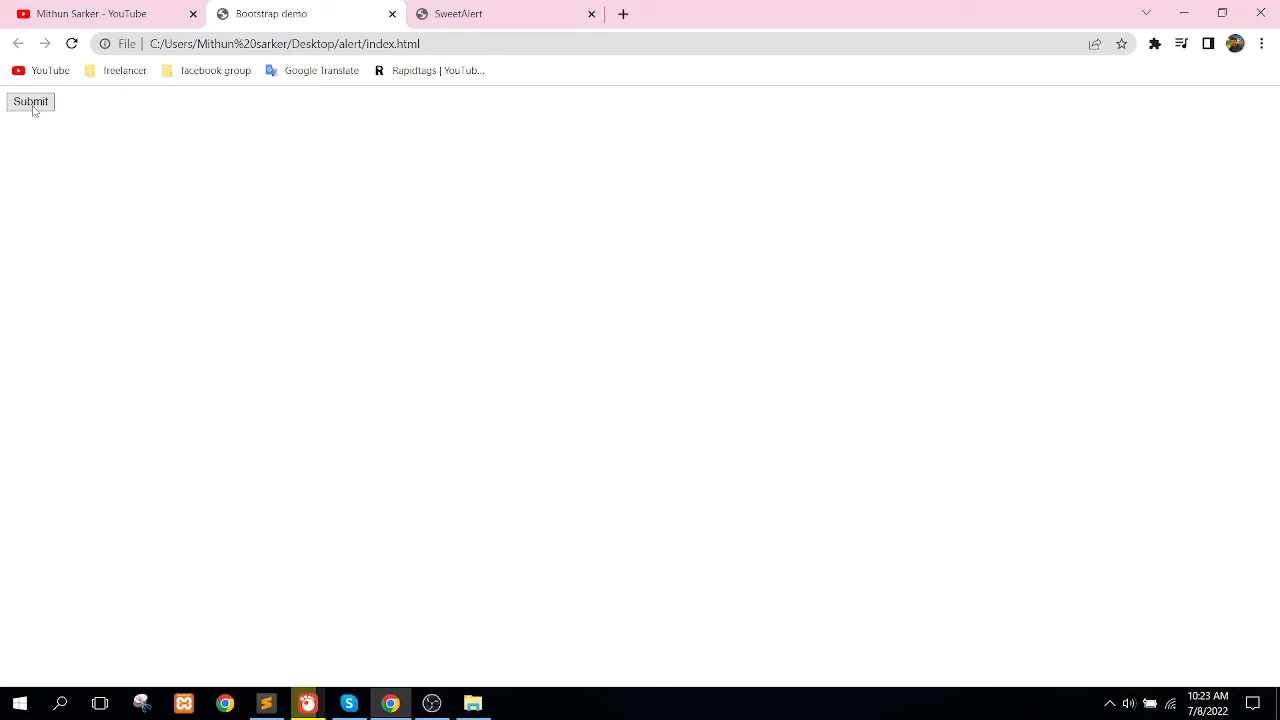 Mithun Sarker - YouTube
Bootstrap demo
SweetAlert
File
C:/Users/Mithun%20sarker/Desktop/alert/index.html
YouTube
freelancer
facebook group
Google Translate
R
Rapidtags | YouTub...
Submit
S
S
10:23 AM
7/8/2022